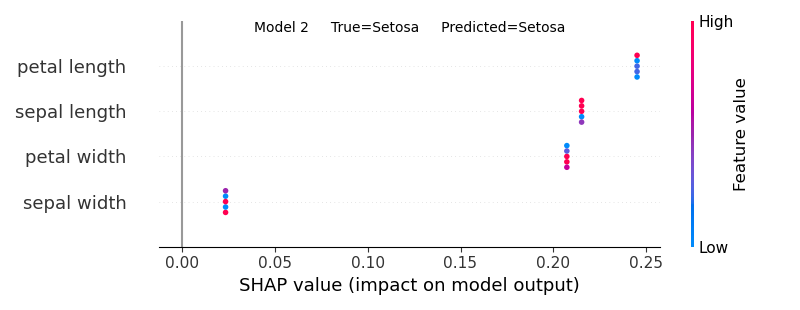 Model 2 True=Setosa Predicted=Setosa
High
petal length
sepal length
petal width
sepal width
Feature value
Low
0.00 0.05 0.10 0.15 0.20 0.25
SHAP value (impact on model output)